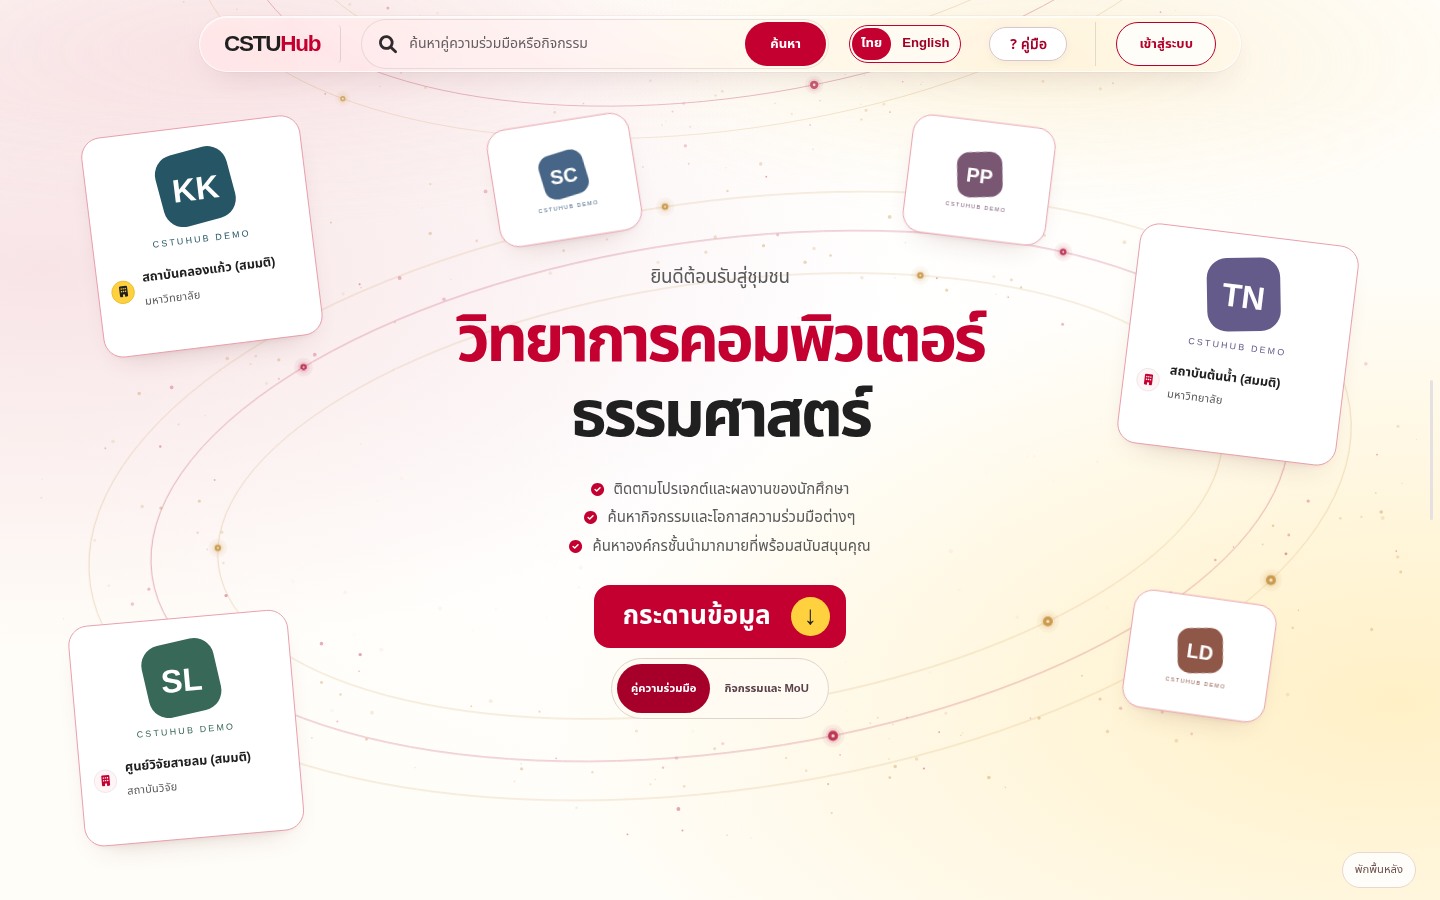 CSTUHub
ค้นหาคู่ความร่วมมือหรือกิจกรรม
ค้นหา
ไทย English
? คู่มือ
เข้าสู่ระบบ
KK
CSTUHUB DEMO
สถาบันคลองแก้ว (สมมติ)
มหาวิทยาลัย
SC
CSTUHUB DEMO
PP
CSTUHUB DEMO
TN
CSTUHUB DEMO
สถาบันต้นน้ำ (สมมติ)
มหาวิทยาลัย
ยินดีต้อนรับสู่ชุมชน
วิทยาการคอมพิวเตอร์
ธรรมศาสตร์
ติดตามโปรเจกต์และผลงานของนักศึกษา
ค้นหากิจกรรมและโอกาสความร่วมมือต่างๆ
ค้นหาองค์กรชั้นนำมากมายที่พร้อมสนับสนุนคุณ
กระดานข้อมูล ↓
คู่ความร่วมมือ กิจกรรมและ MoU
SL
CSTUHUB DEMO
ศูนย์วิจัยสายลม (สมมติ)
สถาบันวิจัย
LD
CSTUHUB DEMO
พักพื้นหลัง